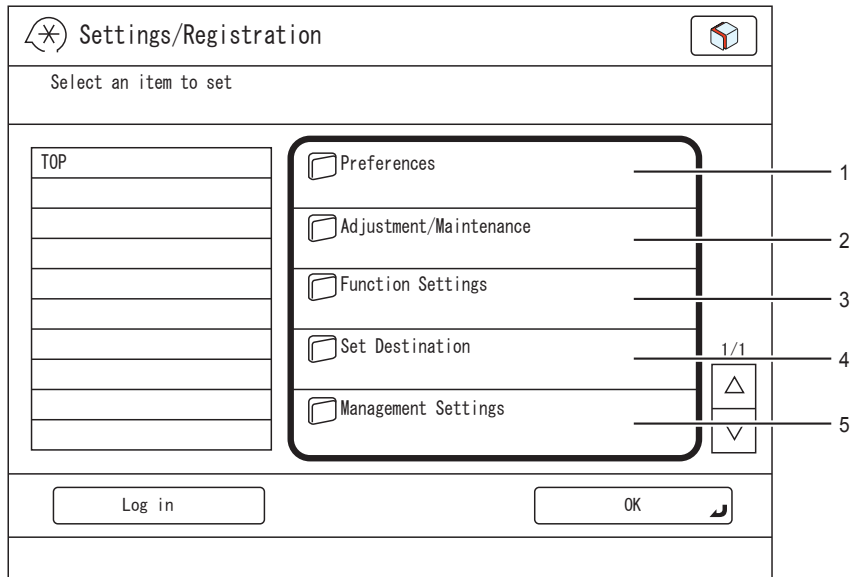 Settings/Registration
Select an item to set
TOP
Preferences
1
Adjustment/Maintenance
2
Function Settings
3
Set Destination
1/1
4
Management Settings
5
Log in
OK